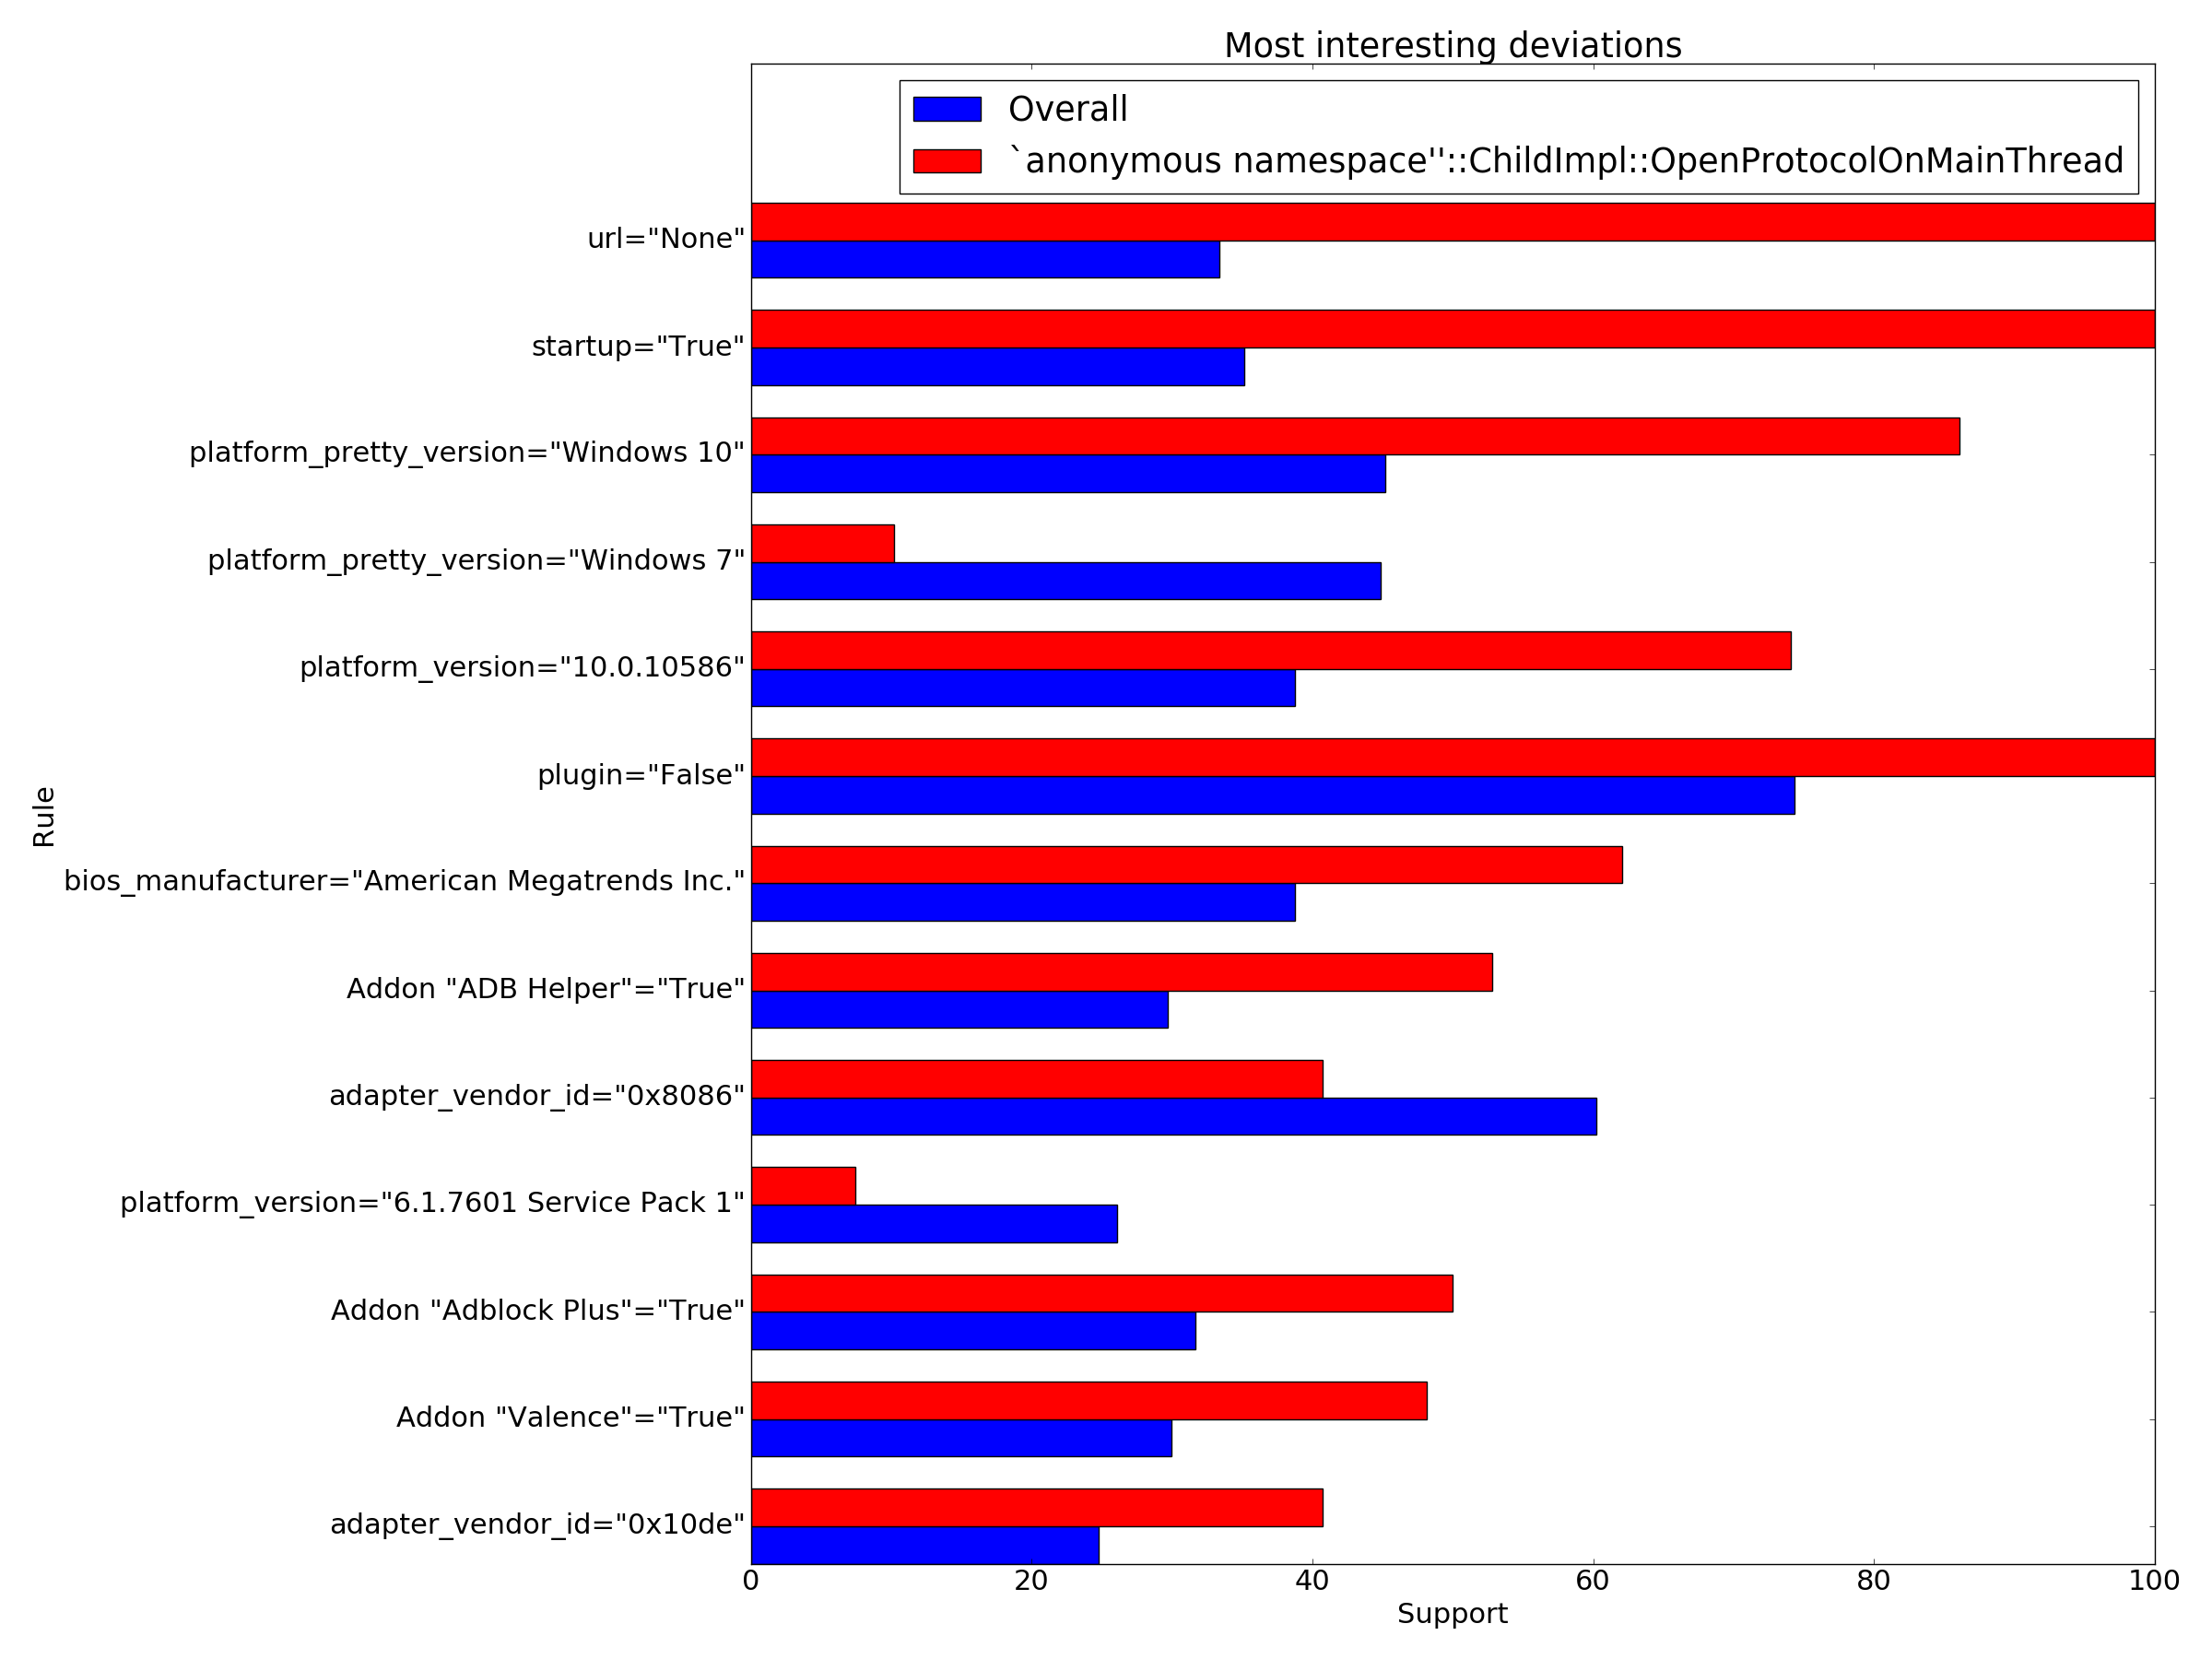 Most interesting deviations
Overall
`anonymous namespace''::ChildImpl::OpenProtocolOnMainThread
url="None"
startup="True"
platform_pretty_version="Windows 10"
platform_pretty_version="Windows 7"
platform_version="10.0.10586"
plugin="False"
Rule
bios_manufacturer="American Megatrends Inc."
Addon "ADB Helper"="True"
adapter_vendor_id="0x8086"
platform_version="6.1.7601 Service Pack 1"
Addon "Adblock Plus"="True"
Addon "Valence"="True"
adapter_vendor_id="0x10de"
0 20 40 60 80 100
Support